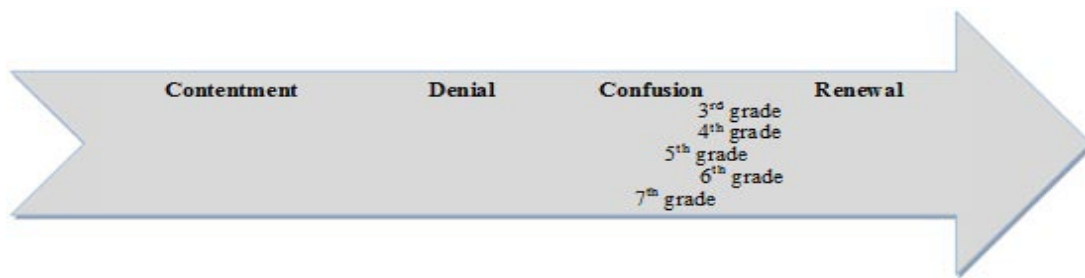 Contentment Denial Confusion Renewal
3rd grade
4th grade
5th grade
6th grade
7th grade